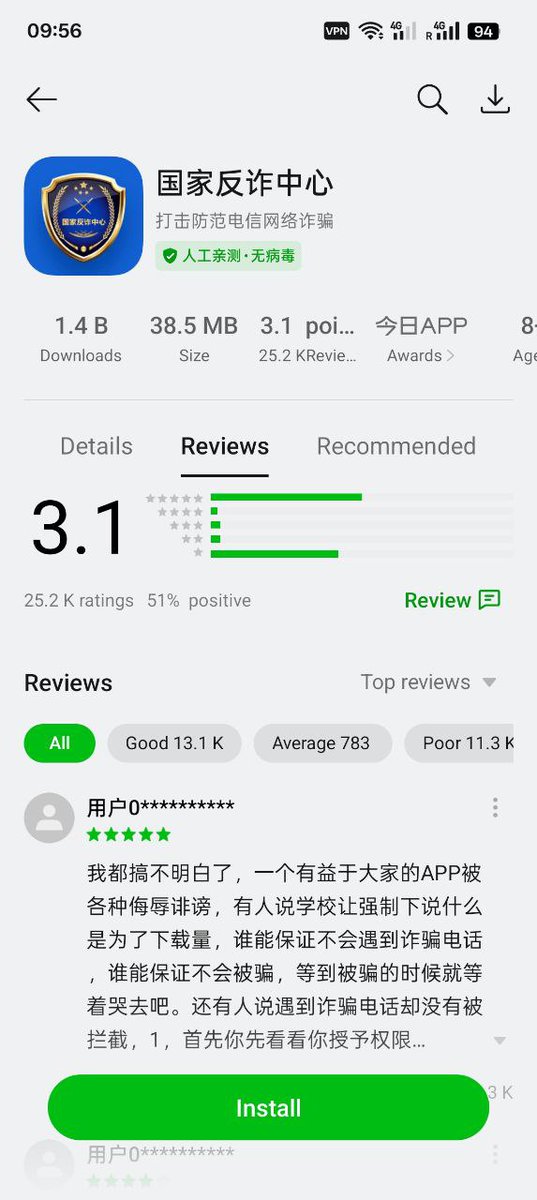 09:56
VPN
4G
R 4G
94
国家反诈中心
国家反诈中心
打击防范电信网络诈骗
人工亲测·无病毒
1.4 B
38.5 MB
3.1 poi...
今日APP
8+
Downloads
Size
25.2 KRevie...
Awards
Age
Details
Reviews
Recommended
3.1
25.2 K ratings
51% positive
Review
Reviews
Top reviews
All
Good 13.1 K
Average 783
Poor 11.3 K
用户0**********
我都搞不明白了，一个有益于大家的APP被
各种侮辱诽谤，有人说学校让强制下说什么
是为了下载量，谁能保证不会遇到诈骗电话
，谁能保证不会被骗，等到被骗的时候就等
着哭去吧。还有人说遇到诈骗电话却没有被
拦截，1，首先你先看看你授予权限...
3 K
Install
用户0**********